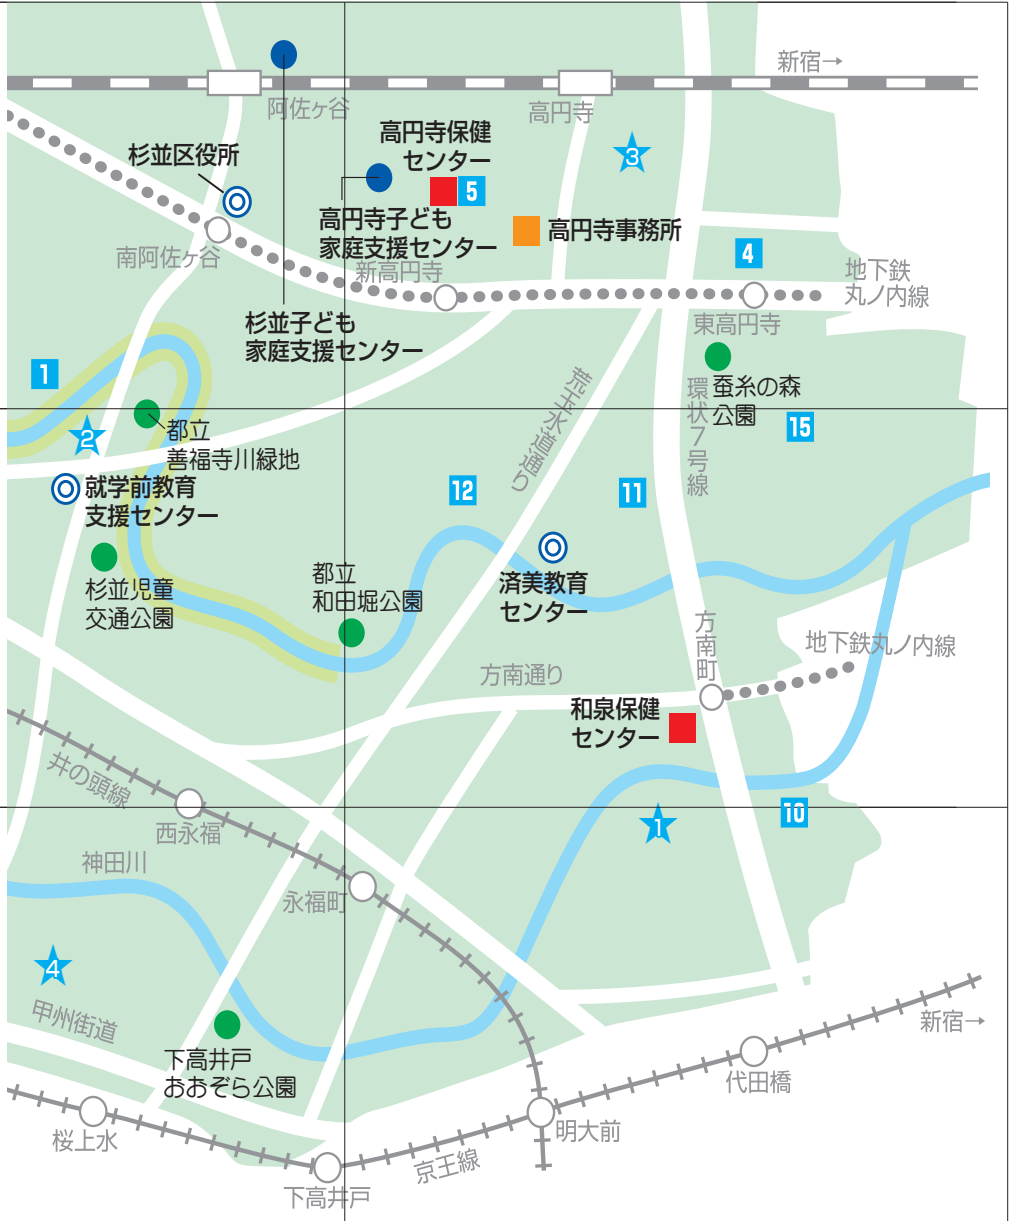 新宿→
阿佐ヶ谷
高円寺
高円寺保健
センター
3
杉並区役所
5
高円寺子ども
家庭支援センター
高円寺事務所
南阿佐ヶ谷
新高円寺
4
地下鉄
丸ノ内線
杉並子ども
家庭支援センター
東高円寺
1
蚕糸の森
公園
荒玉水道通り
環状7号線
2
都立
善福寺川緑地
15
就学前教育
支援センター
12
11
杉並児童
交通公園
都立
和田堀公園
済美教育
センター
方南町
地下鉄丸ノ内線
方南通り
和泉保健
センター
井の頭線
西永福
1
10
神田川
永福町
4
甲州街道
新宿→
下高井戸
おおぞら公園
代田橋
桜上水
明大前
京王線
下高井戸